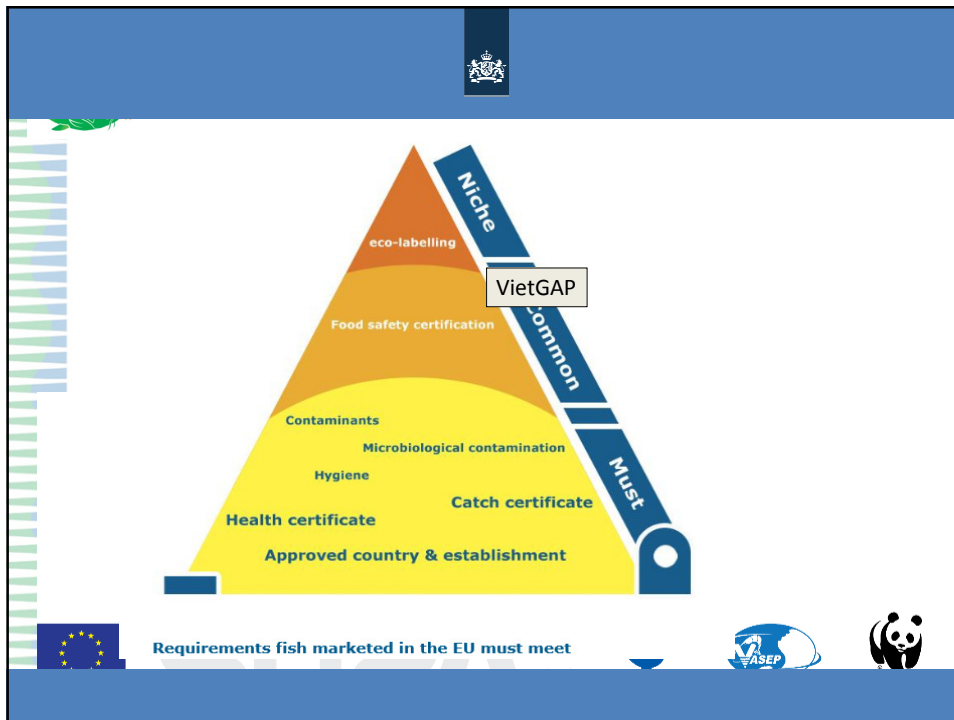 Niche
eco-labelling
VietGAP
Common
Food safety certification
Contaminants
Microbiological contamination
Hygiene
Must
Catch certificate
Health certificate
Approved country & establishment
Requirements fish marketed in the EU must meet
VASEP